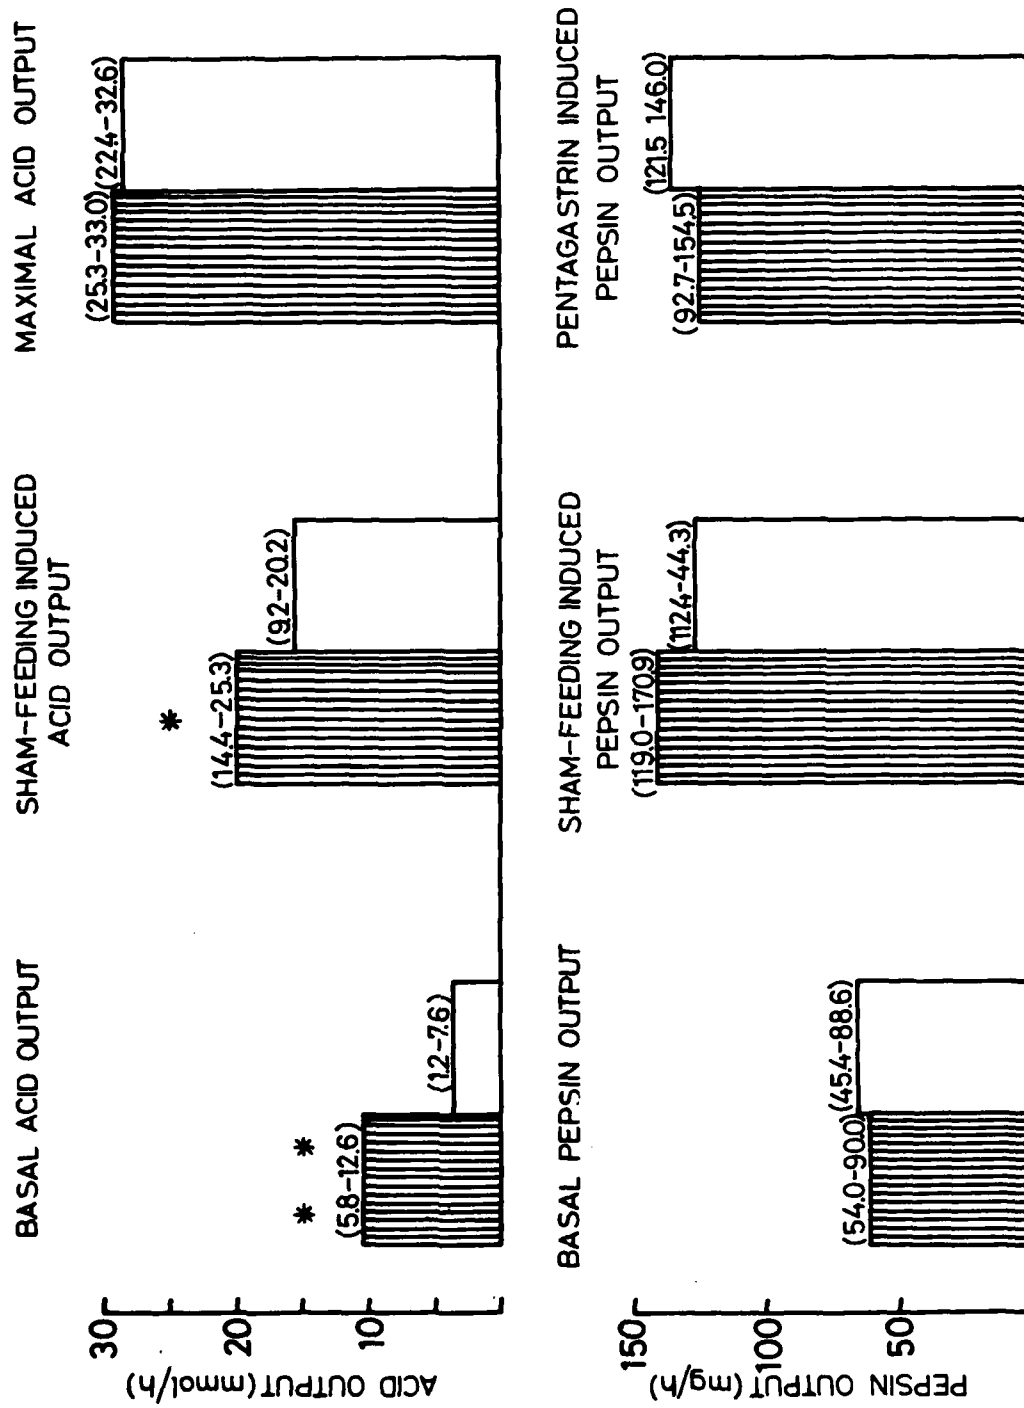 BASAL ACID OUTPUT
SHAM-FEEDING INDUCED
ACID OUTPUT
MAXIMAL ACID OUTPUT
ACID OUTPUT (mmol/h)
30
20
10
(5.8-12.6)
* *
(1.2-7.6)
(14.4-25.3)
*
(9.2-20.2)
(25.3-33.0)
(22.4-32.6)
BASAL PEPSIN OUTPUT
SHAM-FEEDING INDUCED
PEPSIN OUTPUT
PENTAGASTRIN INDUCED
PEPSIN OUTPUT
PEPSIN OUTPUT (mg/h)
150
100
50
(54.0-90.0)
(45.4-88.6)
(119.0-170.9)
(112.4-44.3)
(92.7-154.5)
(121.5 146.0)